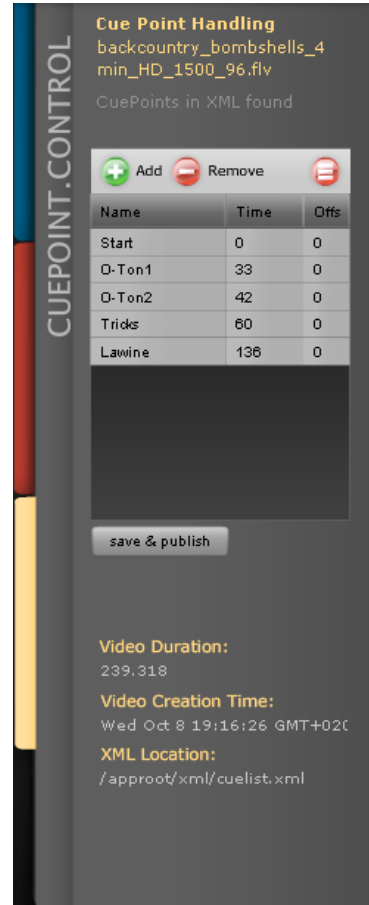 CUEPOINT.CONTROL
Cue Point Handling
backcountry_bombshells_4
min_HD_1500_96.flv
CuePoints in XML found
Add Remove
Name Time Offs
Start 0 0
O-Ton1 33 0
O-Ton2 42 0
Tricks 60 0
Lawine 136 0
save & publish
Video Duration:
239.318
Video Creation Time:
Wed Oct 8 19:16:26 GMT+020
XML Location:
/approot/xml/cuelist.xml